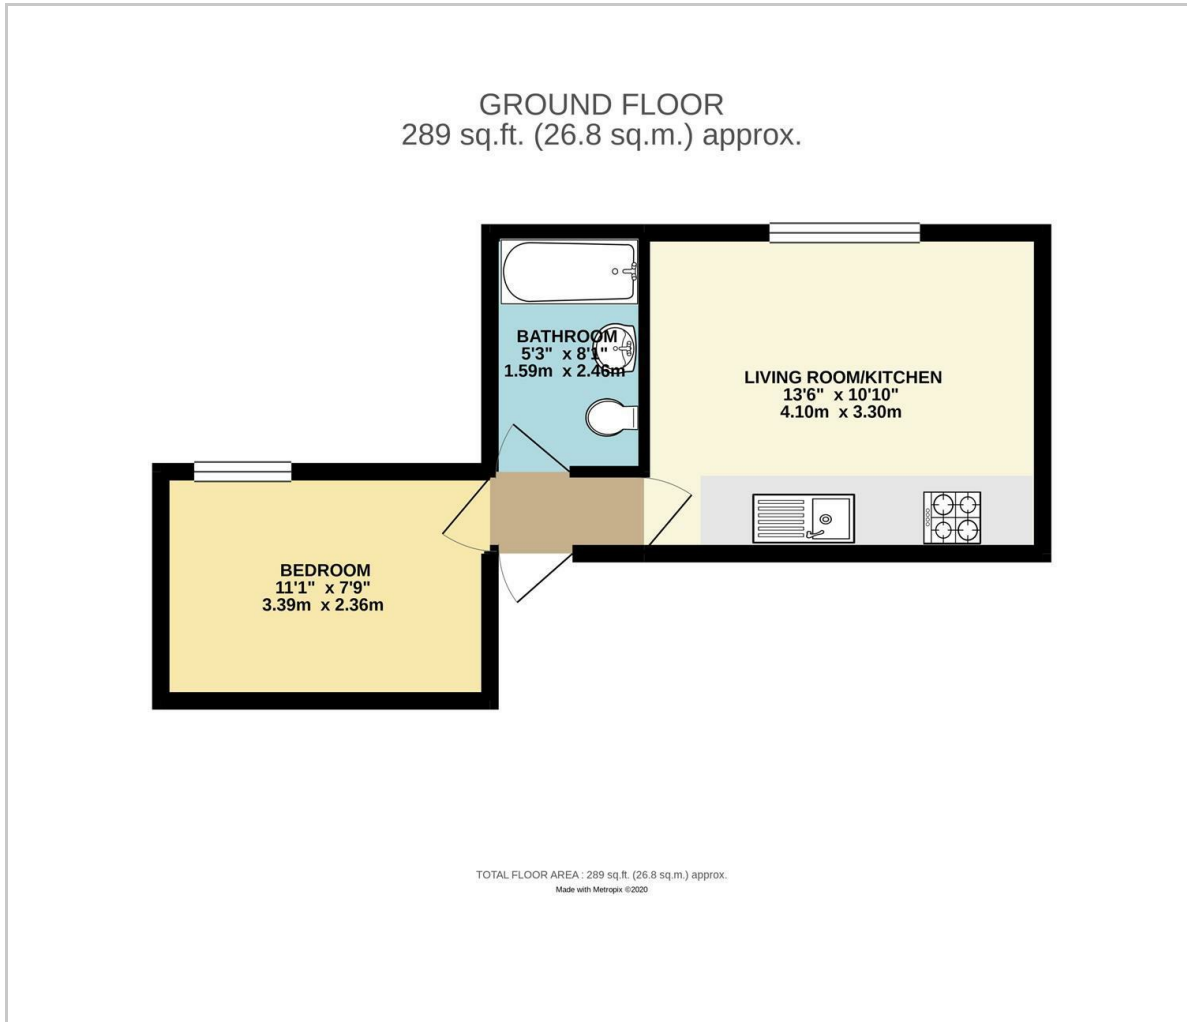 GROUND FLOOR
289 sq.ft. (26.8 sq.m.) approx.
BATHROOM
5'3" x 8'1"
1.59m x 2.46m
LIVING ROOM/KITCHEN
13'6" x 10'10"
4.10m x 3.30m
BEDROOM
11'1" x 7'9"
3.39m x 2.36m
TOTAL FLOOR AREA : 289 sq.ft. (26.8 sq.m.) approx.
Made with Metropix ©2020